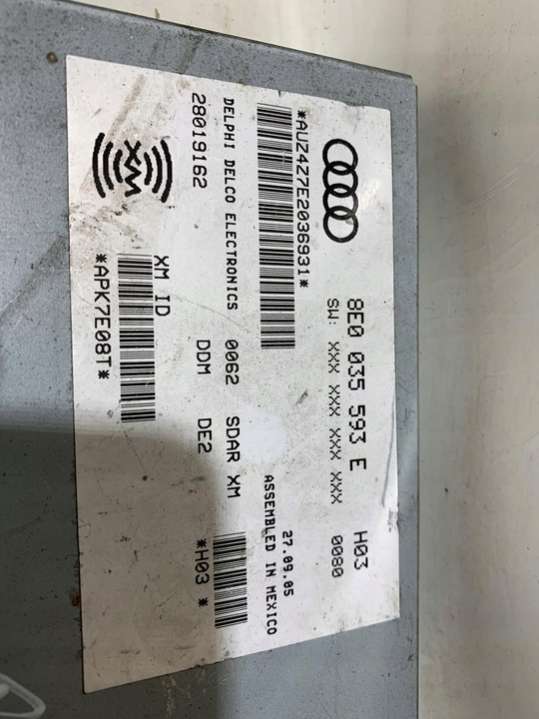 8E0 035 593 E H03
SW: XXX XXX XXX XXX 0080
*AUZ4Z7E2036931*
27.09.05
ASSEMBLED IN MEXICO
DELPHI DELCO ELECTRONICS 0062 SDAR XM
28019162 DDM DE2
*H03 *
XM
XM ID
*APK7E08T*